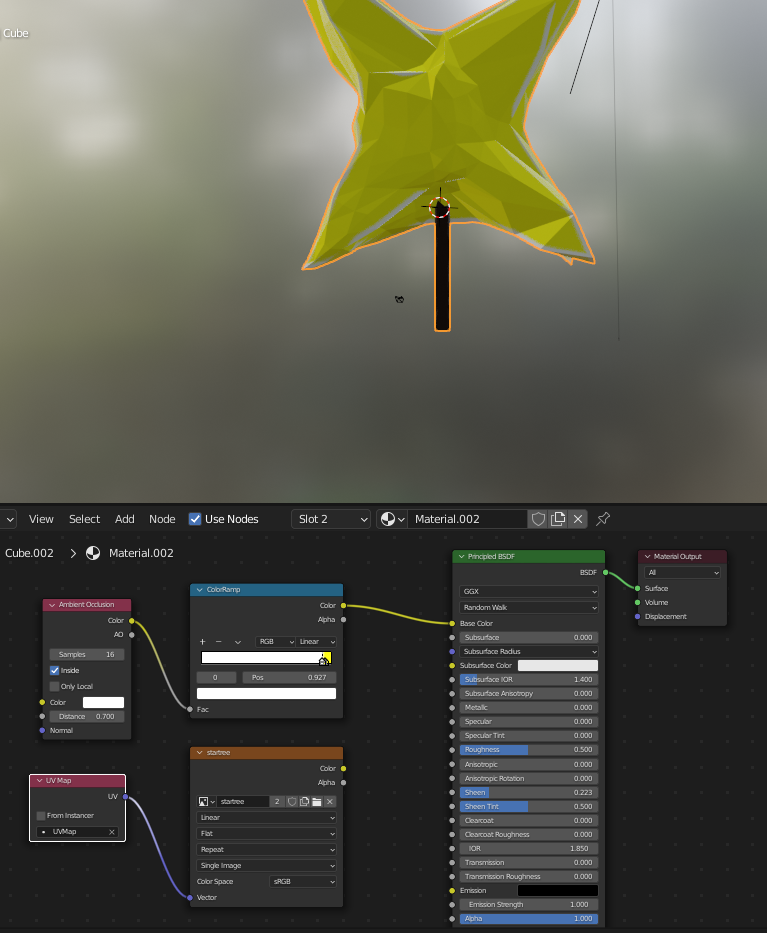 Cube
View Select Add Node Use Nodes Slot 2 Material.002
Cube.002 > Material.002
Ambient Occlusion
Color
AO
Samples 16
Inside
Only Local
Color
Distance 0.700
Normal
UV Map
UV
From Instancer
UVMap
ColorRamp
Color
Alpha
+ − RGB Linear
0 Pos 0.927
Fac
startree
Color
Alpha
startree 2
Linear
Flat
Repeat
Single Image
Color Space sRGB
Vector
Principled BSDF
BSDF
GGX
Random Walk
Base Color
Subsurface 0.000
Subsurface Radius
Subsurface Color
Subsurface IOR 1.400
Subsurface Anisotropy 0.000
Metallic 0.000
Specular 0.000
Specular Tint 0.000
Roughness 0.500
Anisotropic 0.000
Anisotropic Rotation 0.000
Sheen 0.223
Sheen Tint 0.500
Clearcoat 0.000
Clearcoat Roughness 0.000
IOR 1.850
Transmission 0.000
Transmission Roughness 0.000
Emission
Emission Strength 1.000
Alpha 1.000
Material Output
All
Surface
Volume
Displacement